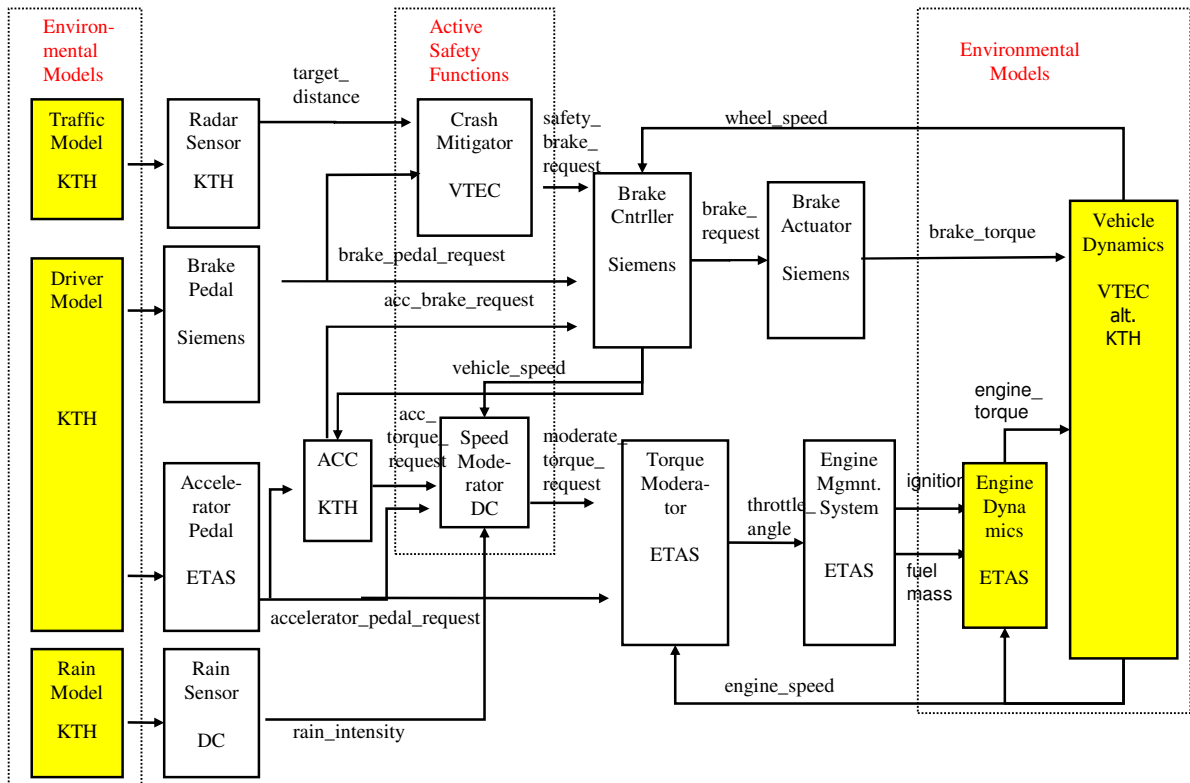 Environ-
mental
Models
Active
Safety
Functions
Environmental
Models
target_
distance
Traffic
Model
KTH
Radar
Sensor
KTH
Crash
Mitigator
VTEC
safety_
brake_
request
wheel_speed
Brake
Cntrller
Siemens
brake_
request
Brake
Actuator
Siemens
brake_torque
Vehicle
Dynamics
VTEC
alt.
KTH
Driver
Model
KTH
Brake
Pedal
Siemens
brake_pedal_request
acc_brake_request
vehicle_speed
engine_
torque
Accele-
rator
Pedal
ETAS
ACC
KTH
acc_
torque_
request
Speed
Mode-
rator
DC
moderate_
torque_
request
Torque
Modera-
tor
ETAS
throttle_
angle
Engine
Mgmnt.
System
ETAS
ignition
fuel
mass
Engine
Dyna-
mics
ETAS
accelerator_pedal_request
Rain
Model
KTH
Rain
Sensor
DC
rain_intensity
engine_speed